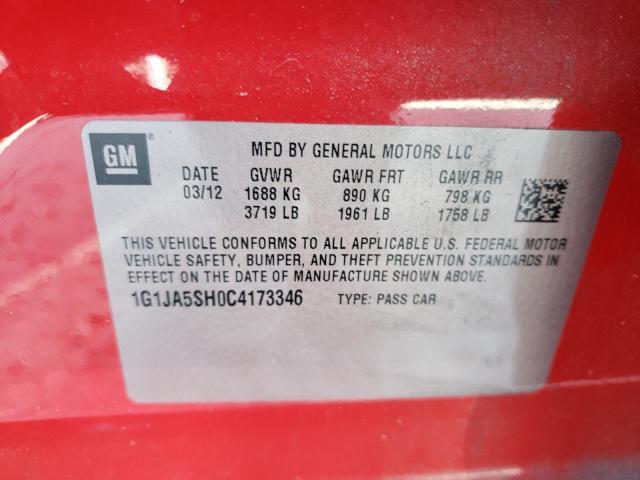 GM
MFD BY GENERAL MOTORS LLC
DATE GVWR GAWR FRT GAWR RR
03/12 1688 KG 890 KG 798 KG
3719 LB 1961 LB 1758 LB
THIS VEHICLE CONFORMS TO ALL APPLICABLE U.S. FEDERAL MOTOR
VEHICLE SAFETY, BUMPER, AND THEFT PREVENTION STANDARDS IN
EFFECT ON THE DATE OF MANUFACTURE SHOWN ABOVE.
1G1JA5SH0C4173346 TYPE: PASS CAR